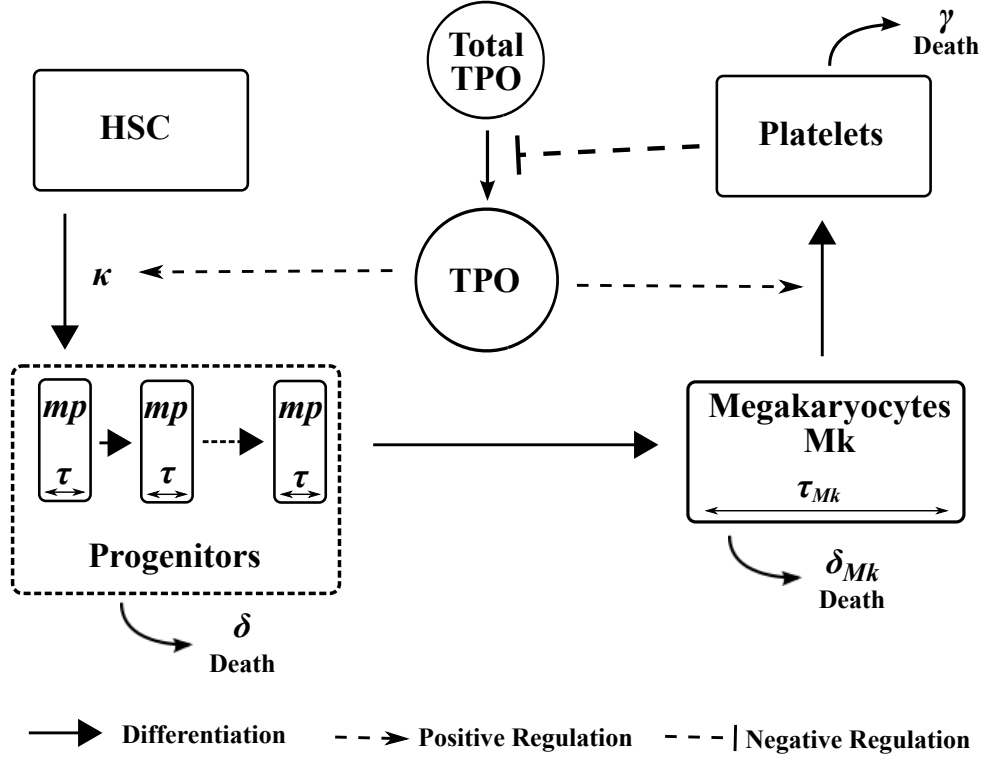 Total
TPO
γ
Death
HSC
Platelets
κ
TPO
mp
mp
mp
τ
τ
τ
Progenitors
Megakaryocytes
Mk
τMk
δ
Death
δMk
Death
Differentiation
Positive Regulation
Negative Regulation